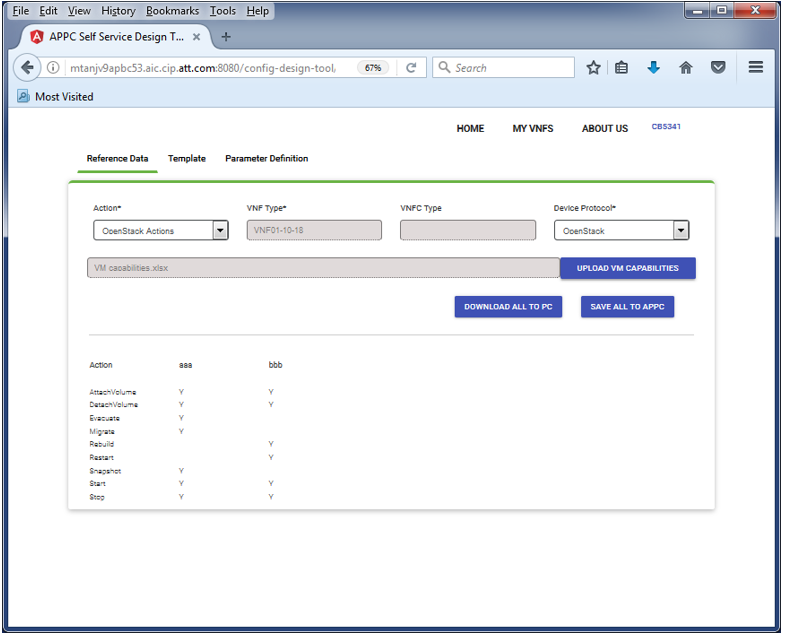 File Edit View History Bookmarks Tools Help
APPC Self Service Design T... × +
mtanjv9apbc53.aic.cip.att.com:8080/config-design-tool/ 67% Search
Most Visited
HOME MY VNFS ABOUT US CB5341
Reference Data Template Parameter Definition
Action* VNF Type* VNFC Type Device Protocol*
OpenStack Actions VNF01-10-18 OpenStack
VM capabilities.xlsx UPLOAD VM CAPABILITIES
DOWNLOAD ALL TO PC SAVE ALL TO APPC
Action aaa bbb
AttachVolume Y Y
DetachVolume Y Y
Evacuate Y
Migrate Y
Rebuild Y
Restart Y
Snapshot Y
Start Y Y
Stop Y Y